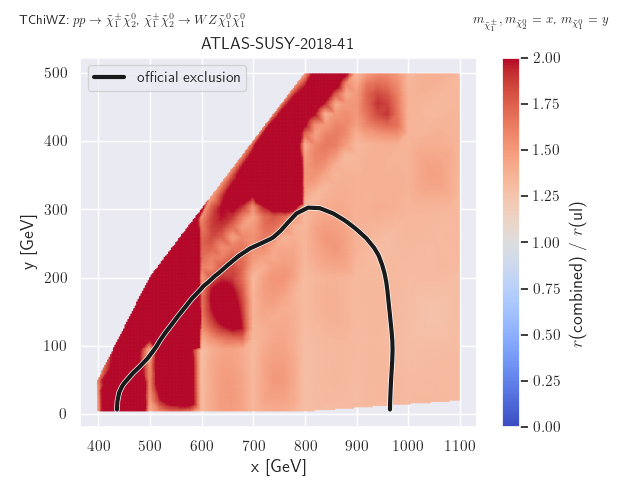 TChiWZ: $pp \to \tilde{\chi}_1^{\pm} \tilde{\chi}_2^0$, $\tilde{\chi}_1^{\pm} \tilde{\chi}_2^0 \to WZ \tilde{\chi}_1^0 \tilde{\chi}_1^0$
$m_{\tilde{\chi}_1^{\pm}}, m_{\tilde{\chi}_2^0} = x$, $m_{\tilde{\chi}_1^0} = y$
ATLAS-SUSY-2018-41
official exclusion
500
400
300
200
100
0
y [GeV]
400 500 600 700 800 900 1000 1100
x [GeV]
2.00
1.75
1.50
1.25
1.00
0.75
0.50
0.25
0.00
r(combined) / r(ul)